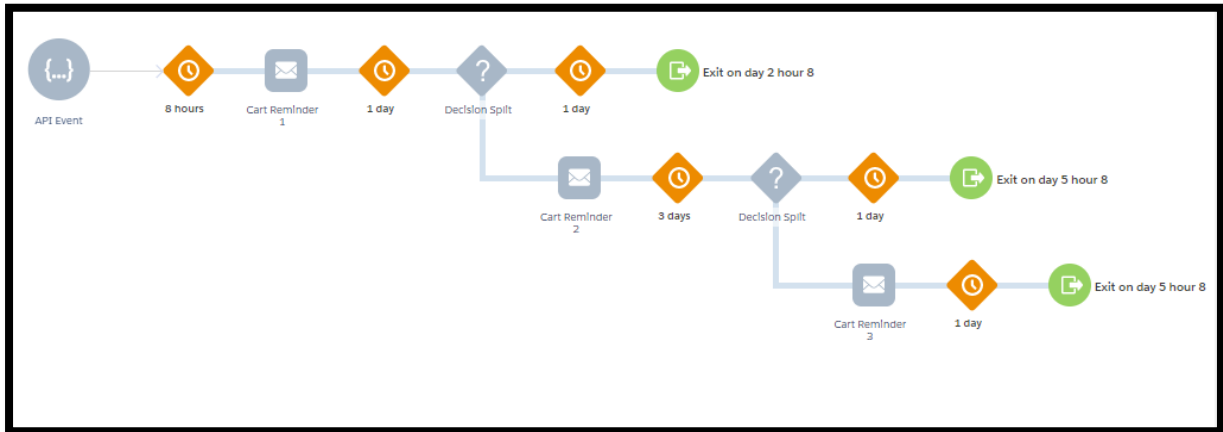 {...}
API Event
8 hours
Cart Reminder
1
1 day
?
Decision Spilt
1 day
Exit on day 2 hour 8
Cart Reminder
2
3 days
?
Decision Spilt
1 day
Exit on day 5 hour 8
Cart Reminder
3
1 day
Exit on day 5 hour 8